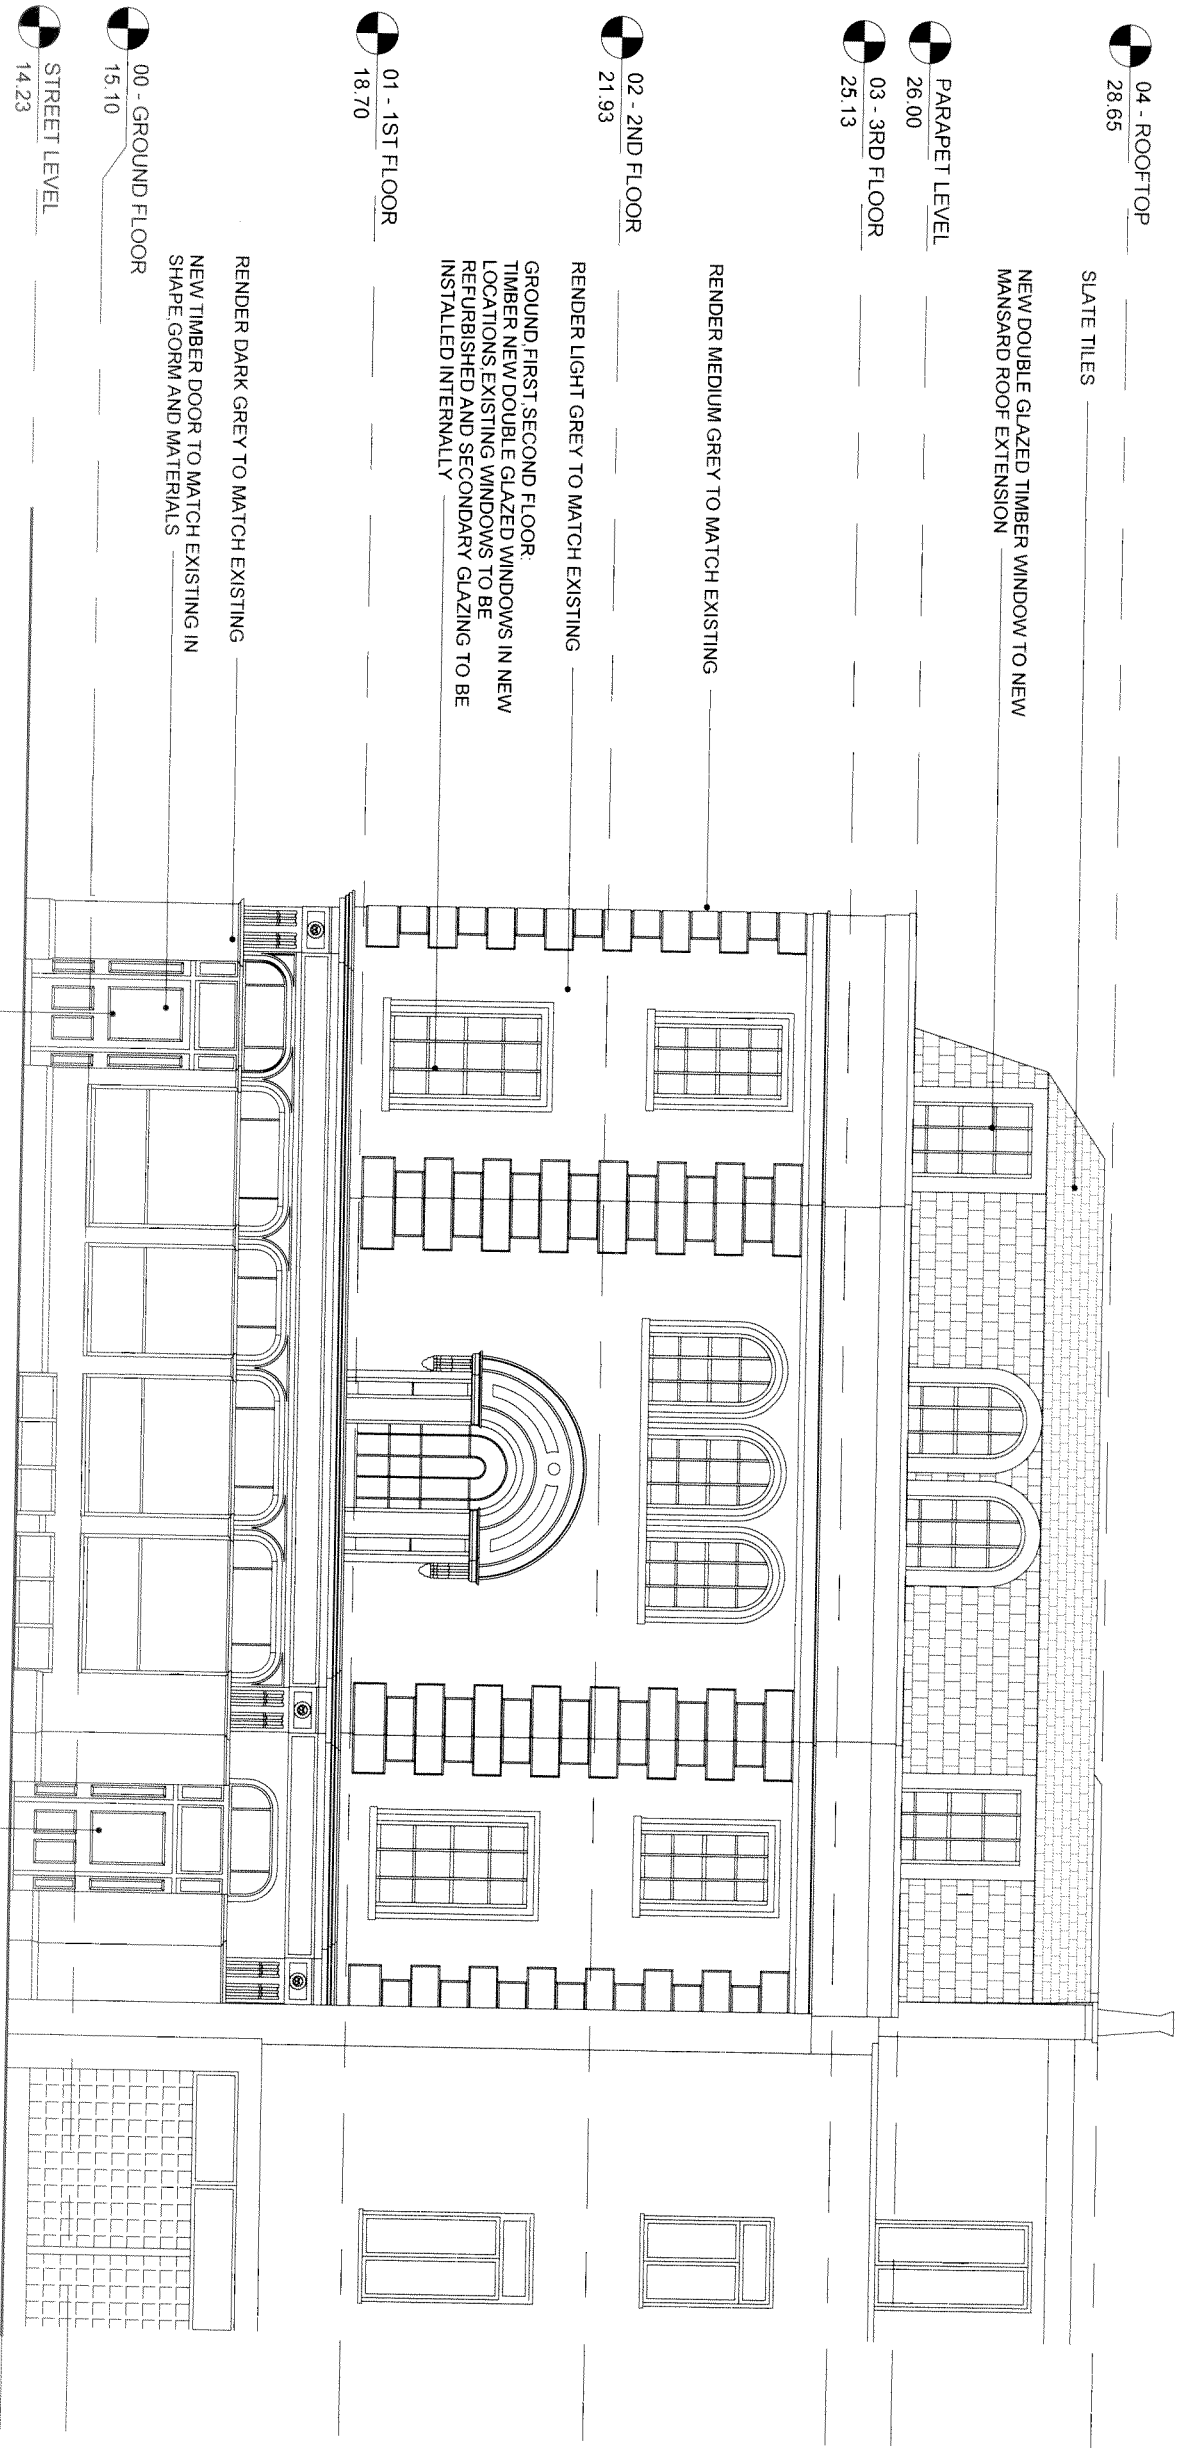 04 - ROOFTOP
28.65
SLATE TILES
NEW DOUBLE GLAZED TIMBER WINDOW TO NEW
MANSARD ROOF EXTENSION
PARAPET LEVEL
26.00
03 - 3RD FLOOR
25.13
RENDER MEDIUM GREY TO MATCH EXISTING
02 - 2ND FLOOR
21.93
RENDER LIGHT GREY TO MATCH EXISTING
GROUND,FIRST,SECOND FLOOR:
TIMBER NEW DOUBLE GLAZED WINDOWS IN NEW
LOCATIONS,EXISTING WINDOWS TO BE
REFURBISHED AND SECONDARY GLAZING TO BE
INSTALLED INTERNALLY
01 - 1ST FLOOR
18.70
RENDER DARK GREY TO MATCH EXISTING
NEW TIMBER DOOR TO MATCH EXISTING IN
SHAPE,GORM AND MATERIALS
00 - GROUND FLOOR
15.10
STREET LEVEL
14.23